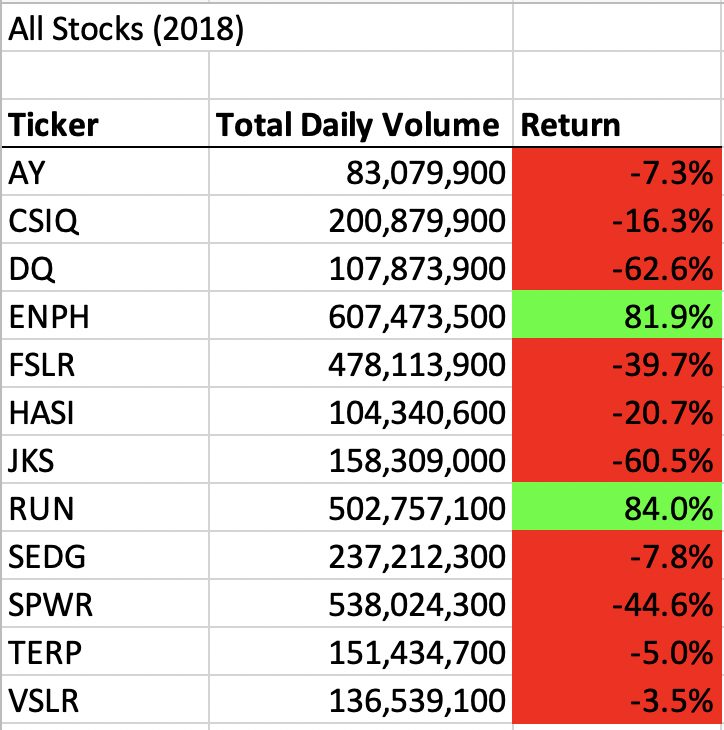 All Stocks (2018)
Ticker Total Daily Volume Return
AY 83,079,900 -7.3%
CSIQ 200,879,900 -16.3%
DQ 107,873,900 -62.6%
ENPH 607,473,500 81.9%
FSLR 478,113,900 -39.7%
HASI 104,340,600 -20.7%
JKS 158,309,000 -60.5%
RUN 502,757,100 84.0%
SEDG 237,212,300 -7.8%
SPWR 538,024,300 -44.6%
TERP 151,434,700 -5.0%
VSLR 136,539,100 -3.5%